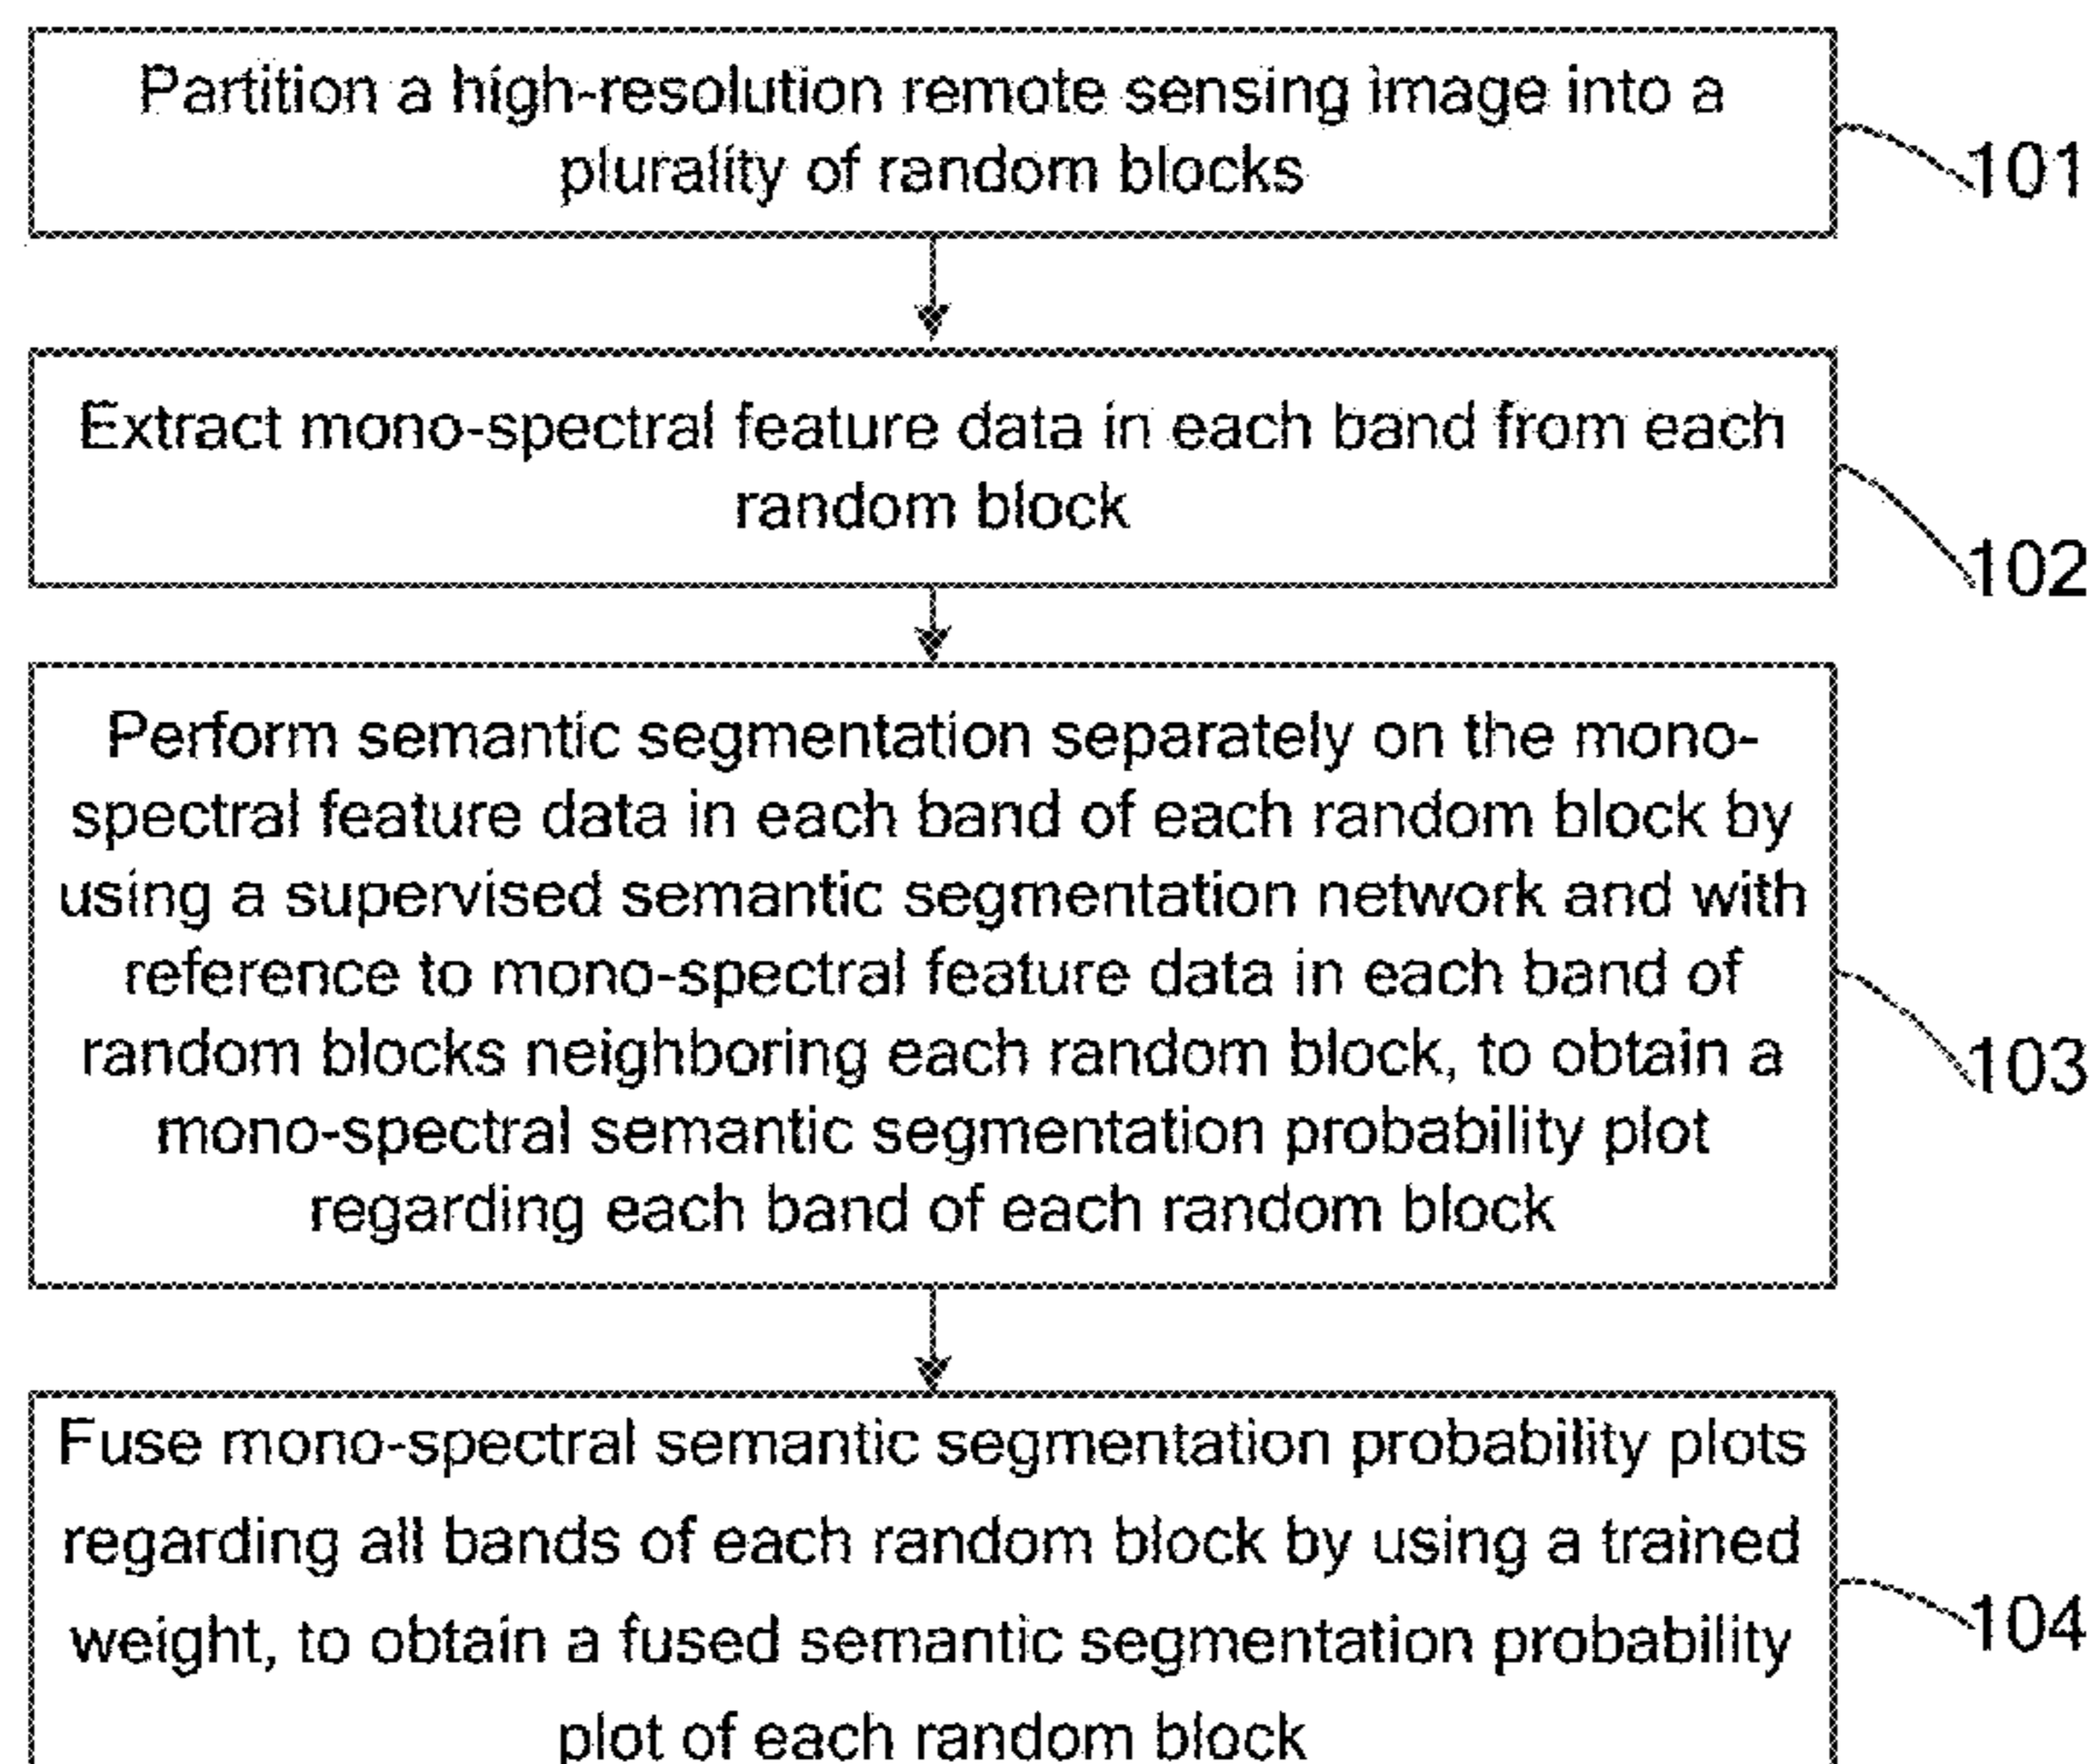 Partition a high-resolution remote sensing image into a
plurality of random blocks
101
Extract mono-spectral feature data in each band from each
random block
102
Perform semantic segmentation separately on the mono-
spectral feature data in each band of each random block by
using a supervised semantic segmentation network and with
reference to mono-spectral feature data in each band of
random blocks neighboring each random block, to obtain a
mono-spectral semantic segmentation probability plot
regarding each band of each random block
103
Fuse mono-spectral semantic segmentation probability plots
regarding all bands of each random block by using a trained
weight, to obtain a fused semantic segmentation probability
plot of each random block
104